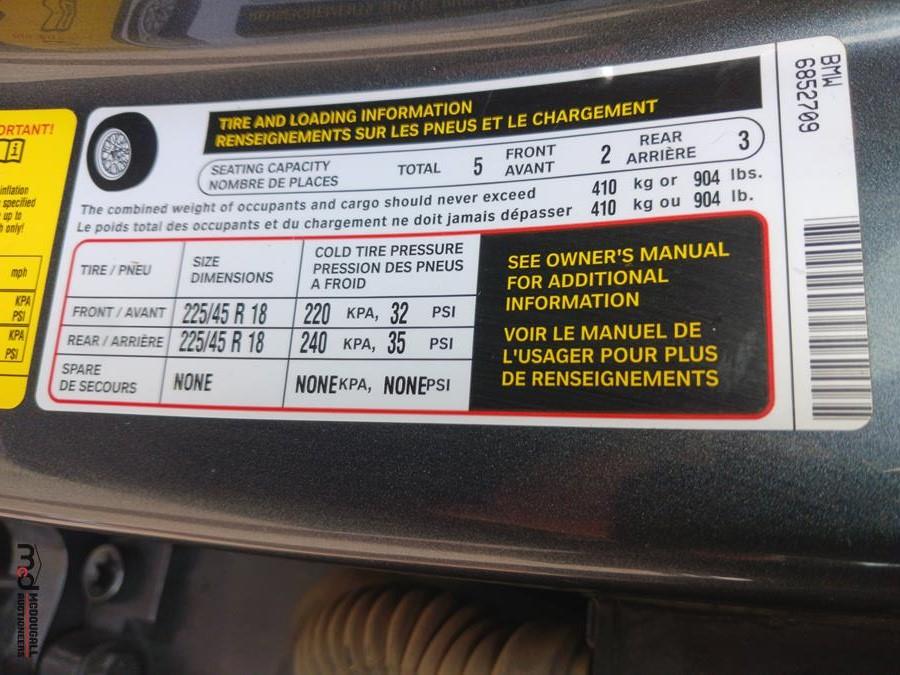 ORTANT!
inflation
specified
up to
only!
mph
KPA
PSI
KPA
PSI
TIRE AND LOADING INFORMATION
RENSEIGNEMENTS SUR LES PNEUS ET LE CHARGEMENT
SEATING CAPACITY
NOMBRE DE PLACES
TOTAL 5
FRONT
AVANT
2
REAR
ARRIÈRE
3
The combined weight of occupants and cargo should never exceed 410 kg or 904 lbs.
Le poids total des occupants et du chargement ne doit jamais dépasser 410 kg ou 904 lb.
TIRE / PNEU
SIZE
DIMENSIONS
COLD TIRE PRESSURE
PRESSION DES PNEUS
A FROID
FRONT / AVANT 225/45 R 18 220 KPA, 32 PSI
REAR / ARRIÈRE 225/45 R 18 240 KPA, 35 PSI
SPARE
DE SECOURS
NONE NONE KPA, NONE PSI
SEE OWNER'S MANUAL
FOR ADDITIONAL
INFORMATION
VOIR LE MANUEL DE
L'USAGER POUR PLUS
DE RENSEIGNEMENTS
BMW
6852709
mcd
MCDOUGALL
AUCTIONEERS